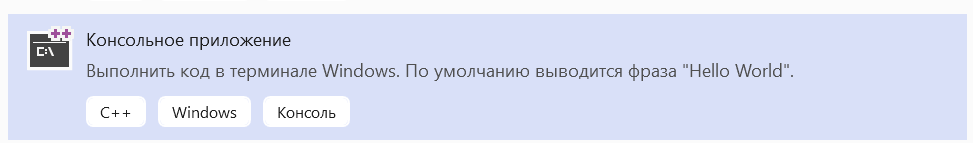 C:\
Консольное приложение
Выполнить код в терминале Windows. По умолчанию выводится фраза "Hello World".
C++ Windows Консоль